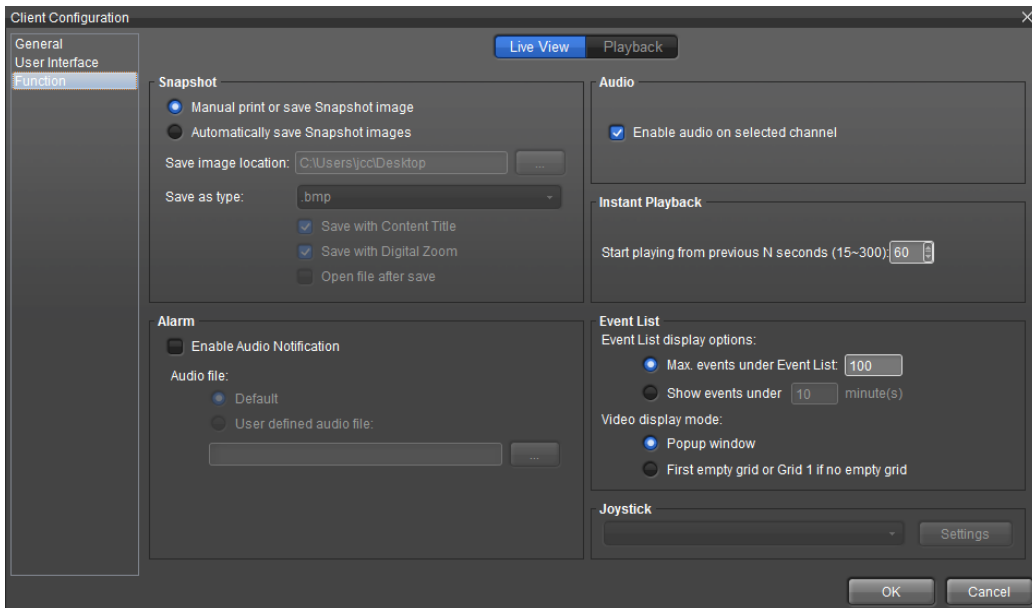 Client Configuration
General
User Interface
Function
Live View
Playback
Snapshot
Manual print or save Snapshot image
Automatically save Snapshot images
Save image location:
C:\Users\jcc\Desktop
...
Save as type:
.bmp
Save with Content Title
Save with Digital Zoom
Open file after save
Alarm
Enable Audio Notification
Audio file:
Default
User defined audio file:
...
Audio
Enable audio on selected channel
Instant Playback
Start playing from previous N seconds (15~300): 60
Event List
Event List display options:
Max. events under Event List: 100
Show events under 10 minute(s)
Video display mode:
Popup window
First empty grid or Grid 1 if no empty grid
Joystick
Settings
OK
Cancel